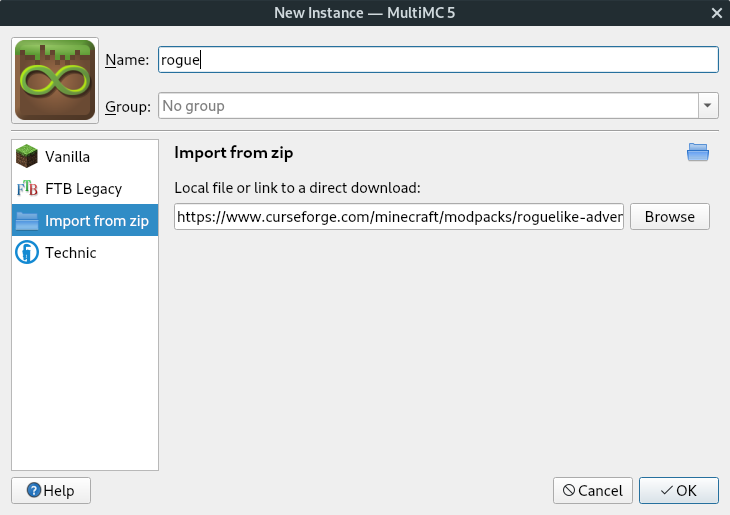 New Instance — MultiMC 5
Name: rogue
Group: No group
Vanilla
FTB Legacy
Import from zip
Technic
Import from zip
Local file or link to a direct download:
https://www.curseforge.com/minecraft/modpacks/roguelike-adver
Browse
Help
Cancel
OK